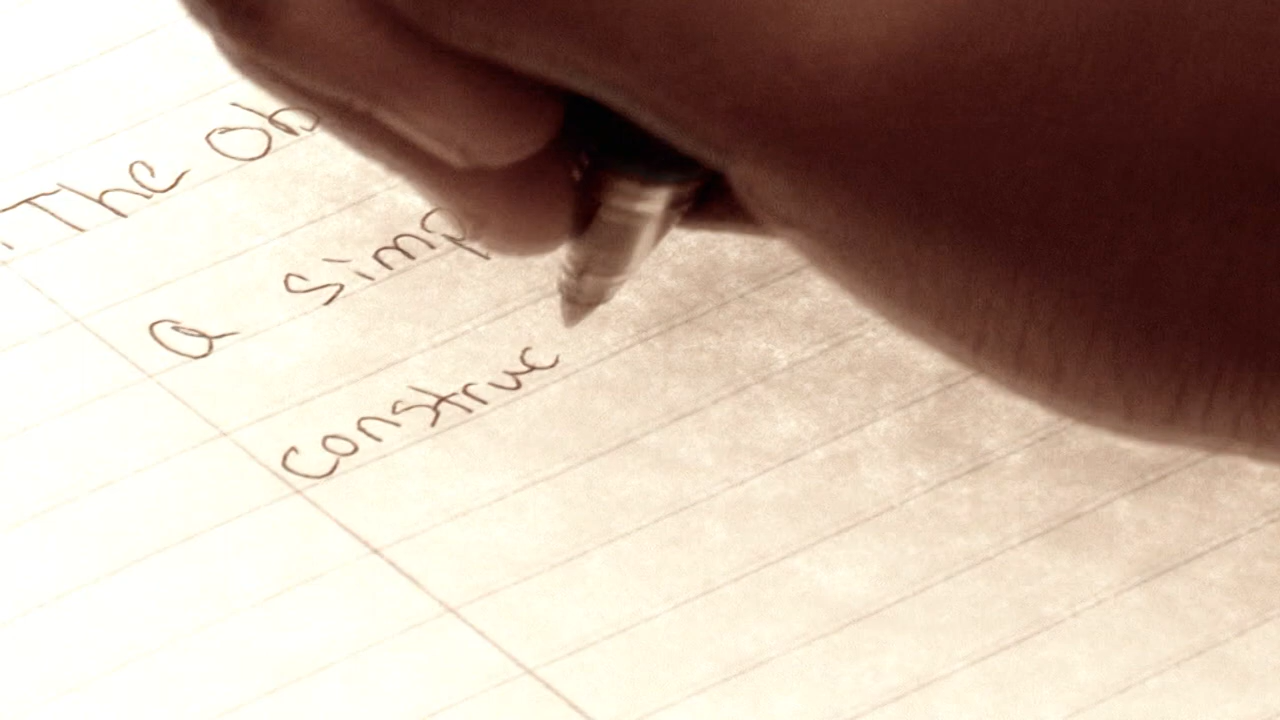 . The Ob
a simp
construc